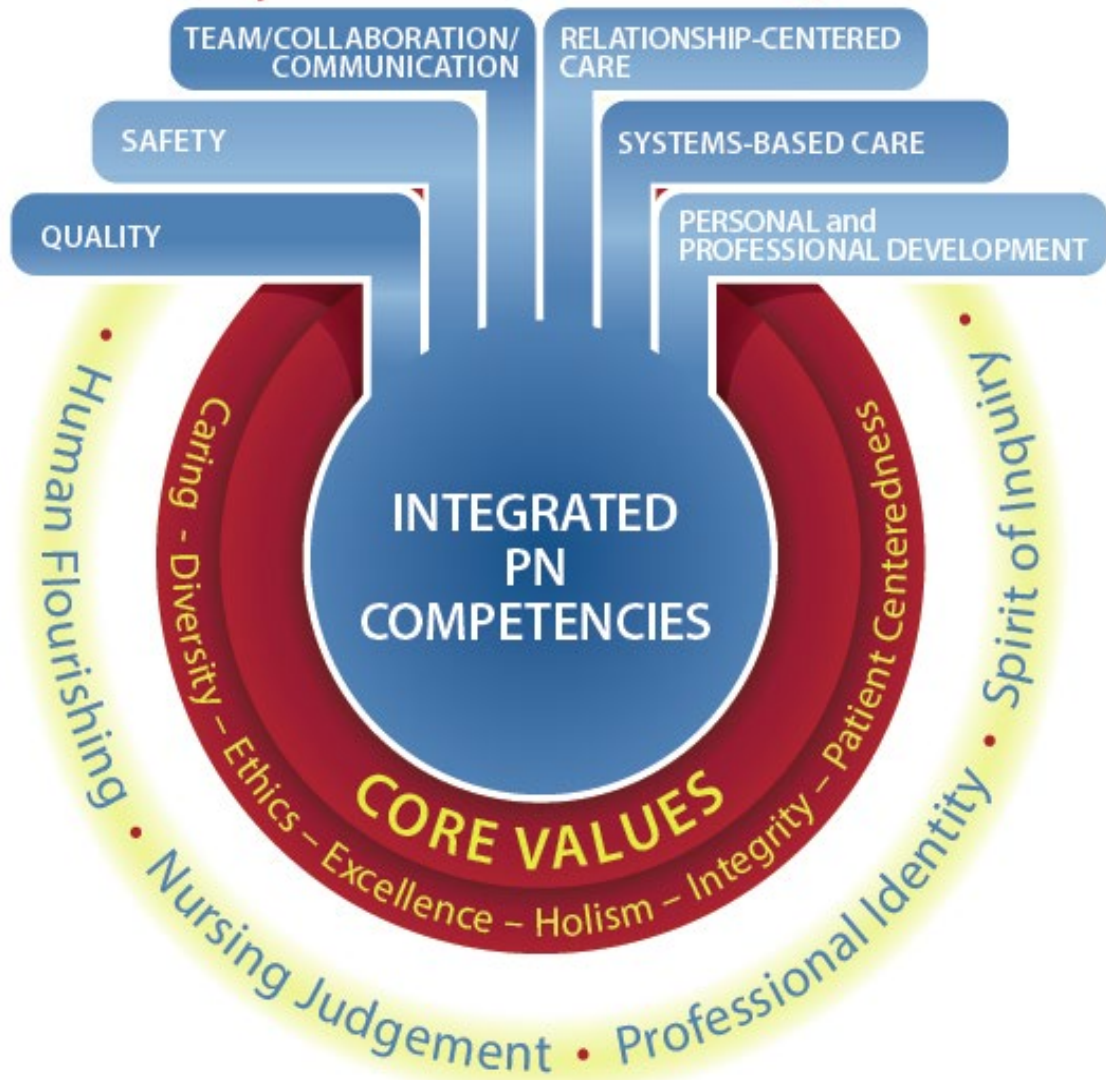 TEAM/COLLABORATION/
COMMUNICATION
RELATIONSHIP-CENTERED
CARE
SAFETY
SYSTEMS-BASED CARE
QUALITY
PERSONAL and
PROFESSIONAL DEVELOPMENT
INTEGRATED
PN
COMPETENCIES
CORE VALUES
Caring - Diversity – Ethics – Excellence – Holism – Integrity – Patient Centeredness
• Human Flourishing • Nursing Judgement • Professional Identity • Spirit of Inquiry •